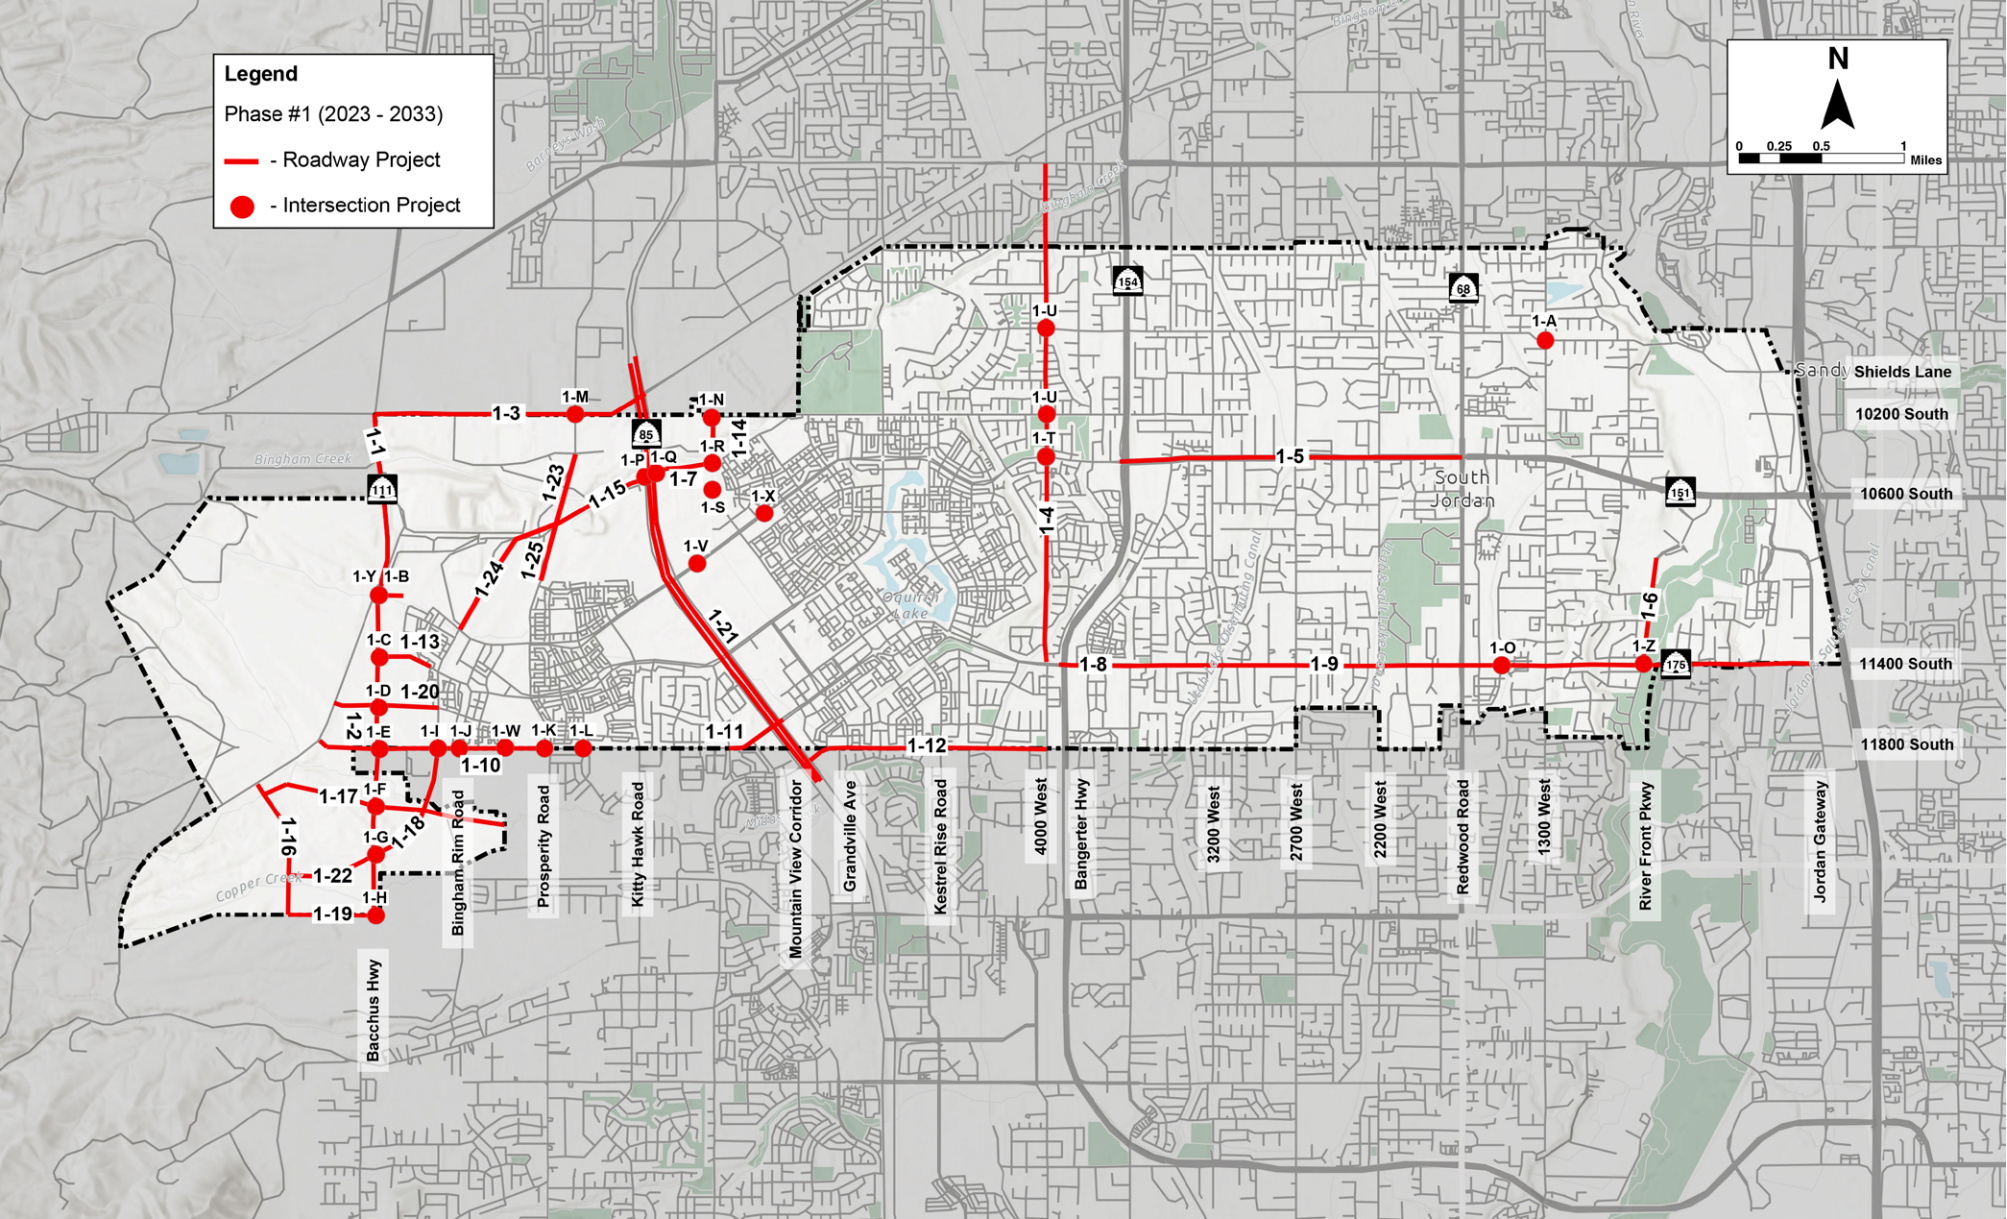 Legend
Phase #1 (2023 - 2033)
- Roadway Project
- Intersection Project
N
0 0.25 0.5 1
Miles
Barneys Wash
Bingham Creek
154
68
1-U
1-A
Sandy
Shields Lane
1-M
1-N
1-U
1-3
10200 South
1-1
85
1-14
1-T
1-R
Bingham Creek
1-P
1-Q
1-5
1-7
South
Jordan
111
1-23
1-15
1-S
1-X
151
10600 South
1-4
1-V
1-25
1-24
1-Y
1-B
Oquirrh
Lake
1-6
1-21
Utah Lake Distributing Canal
1-C
1-13
1-O
1-Z
1-8
1-9
175
11400 South
1-D
1-20
1-2
1-E
1-I
1-J
1-W
1-K
1-L
1-11
1-12
11800 South
1-10
1-F
1-17
1-16
1-G
1-18
Copper Creek
1-22
1-H
1-19
Bacchus Hwy
Bingham Rim Road
Prosperity Road
Kitty Hawk Road
Mountain View Corridor
Grandville Ave
Kestrel Rise Road
4000 West
Bangerter Hwy
3200 West
2700 West
2200 West
Redwood Road
1300 West
River Front Pkwy
Jordan Gateway